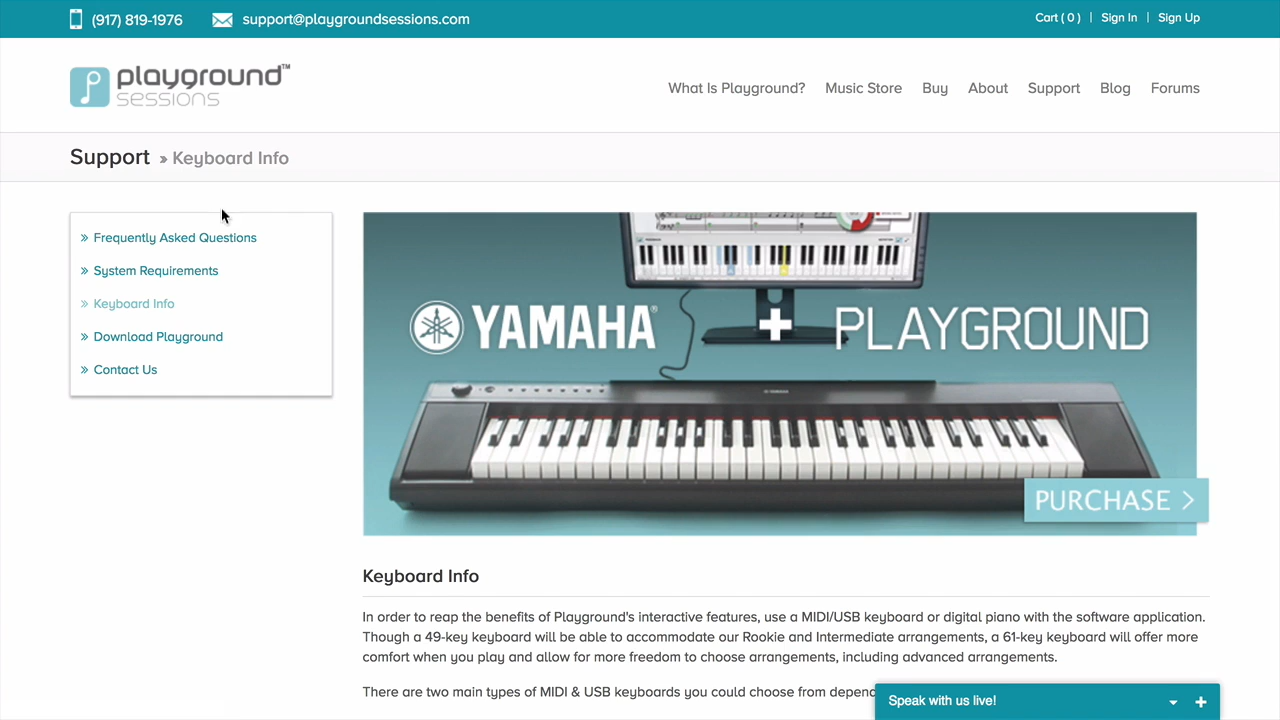 (917) 819-1976 support@playgroundsessions.com Cart ( 0 ) | Sign In | Sign Up
playground™
sessions
What Is Playground? Music Store Buy About Support Blog Forums
Support » Keyboard Info
» Frequently Asked Questions
» System Requirements
» Keyboard Info
» Download Playground
» Contact Us
YAMAHA® + PLAYGROUND
YAMAHA
PURCHASE >
Keyboard Info
In order to reap the benefits of Playground's interactive features, use a MIDI/USB keyboard or digital piano with the software application.
Though a 49-key keyboard will be able to accommodate our Rookie and Intermediate arrangements, a 61-key keyboard will offer more
comfort when you play and allow for more freedom to choose arrangements, including advanced arrangements.
There are two main types of MIDI & USB keyboards you could choose from
Speak with us live!